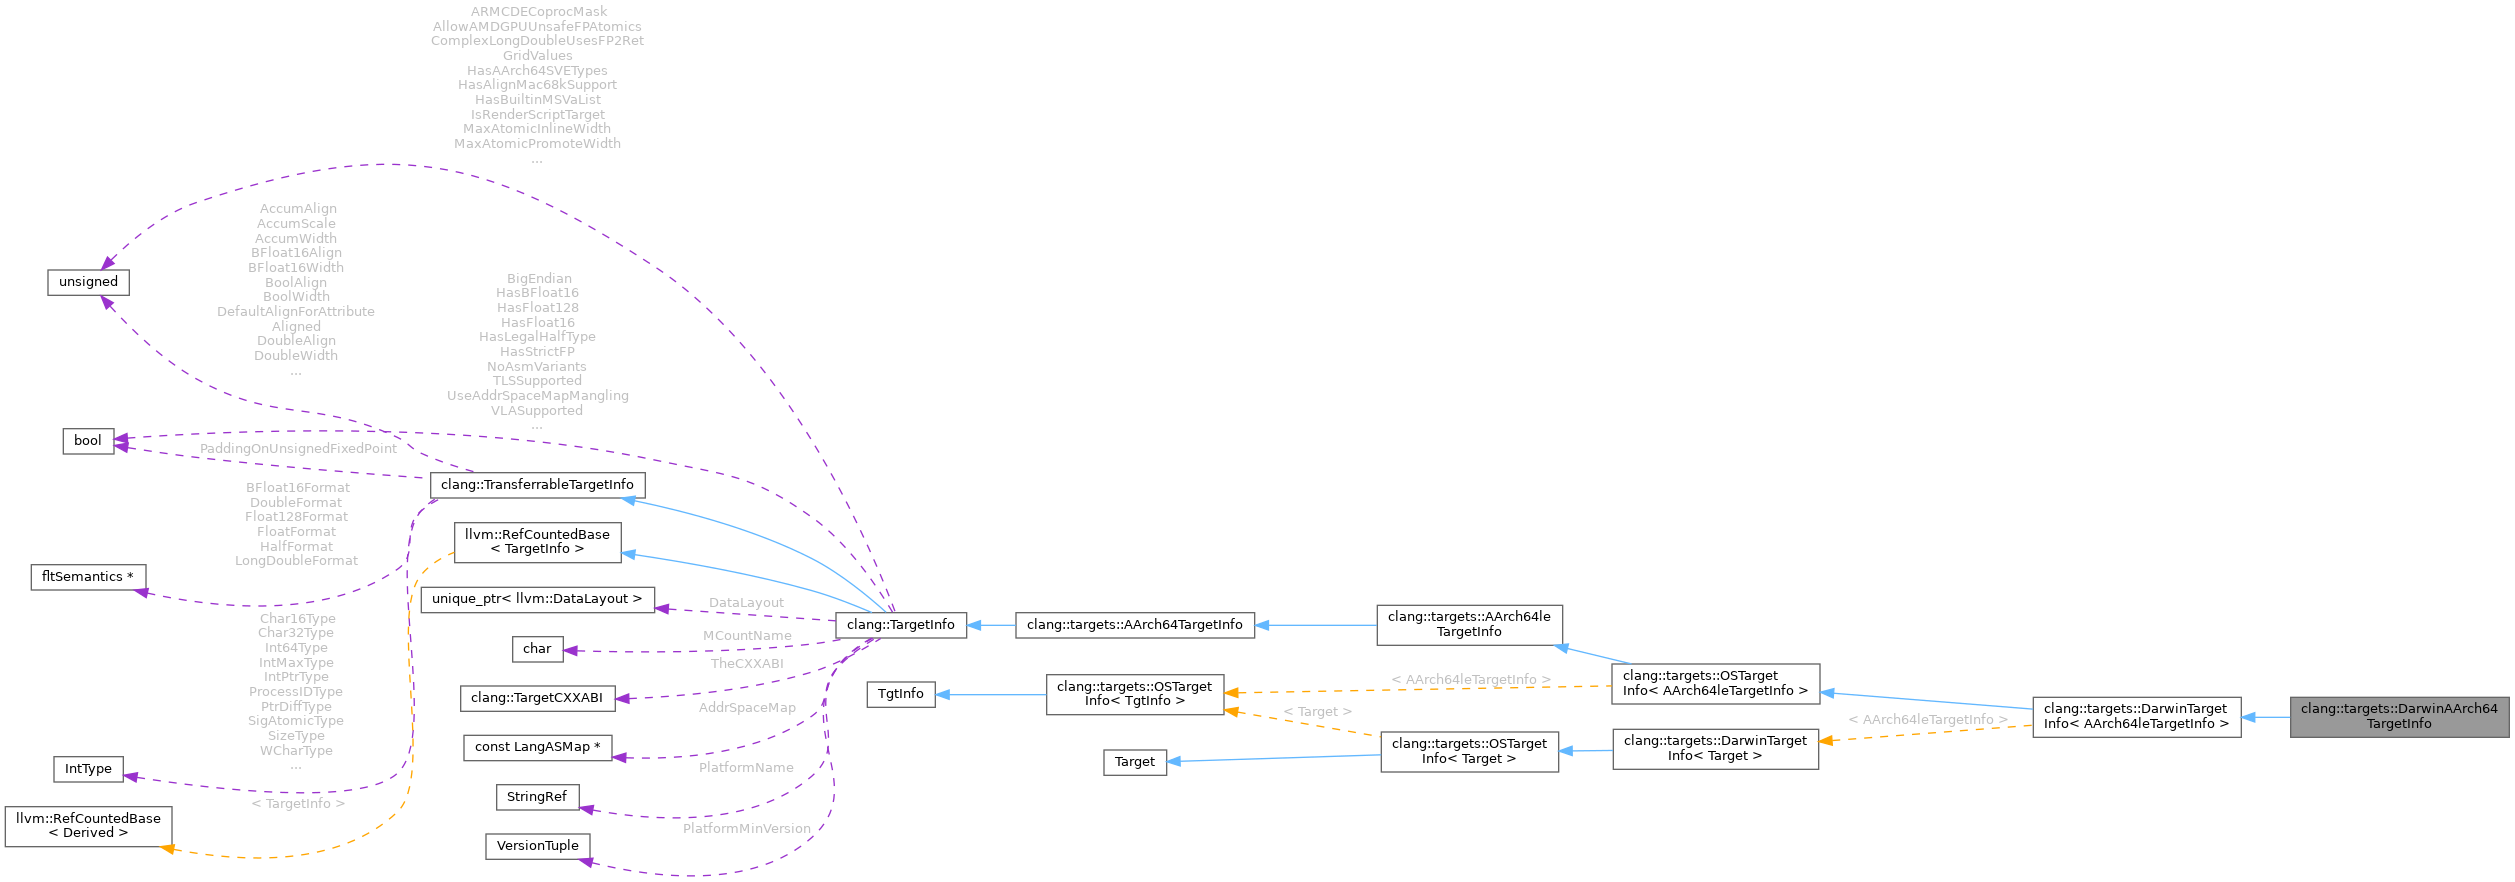 ARMCDECoprocMask
AllowAMDGPUUnsafeFPAtomics
ComplexLongDoubleUsesFP2Ret
GridValues
HasAArch64SVETypes
HasAlignMac68kSupport
HasBuiltinMSVaList
IsRenderScriptTarget
MaxAtomicInlineWidth
MaxAtomicPromoteWidth
...
AccumAlign
AccumScale
AccumWidth
BFloat16Align
BFloat16Width
BoolAlign
BoolWidth
DefaultAlignForAttribute
Aligned
DoubleAlign
DoubleWidth
...
unsigned
BigEndian
HasBFloat16
HasFloat128
HasFloat16
HasLegalHalfType
HasStrictFP
NoAsmVariants
TLSSupported
UseAddrSpaceMapMangling
VLASupported
...
bool
PaddingOnUnsignedFixedPoint
clang::TransferrableTargetInfo
BFloat16Format
DoubleFormat
Float128Format
FloatFormat
HalfFormat
LongDoubleFormat
llvm::RefCountedBase
< TargetInfo >
fltSemantics *
unique_ptr< llvm::DataLayout >
DataLayout
char
MCountName
TheCXXABI
clang::TargetCXXABI
AddrSpaceMap
const LangASMap *
PlatformName
StringRef
PlatformMinVersion
VersionTuple
Char16Type
Char32Type
Int64Type
IntMaxType
IntPtrType
ProcessIDType
PtrDiffType
SigAtomicType
SizeType
WCharType
...
IntType
< TargetInfo >
llvm::RefCountedBase
< Derived >
clang::TargetInfo
clang::targets::AArch64TargetInfo
clang::targets::AArch64le
TargetInfo
TgtInfo
clang::targets::OSTarget
Info< TgtInfo >
< AArch64leTargetInfo >
< Target >
clang::targets::OSTarget
Info< AArch64leTargetInfo >
Target
clang::targets::OSTarget
Info< Target >
clang::targets::DarwinTarget
Info< Target >
< AArch64leTargetInfo >
clang::targets::DarwinTarget
Info< AArch64leTargetInfo >
clang::targets::DarwinAArch64
TargetInfo